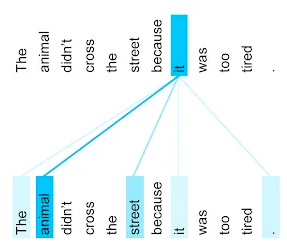 The animal didn't cross the street because it was too tired .
The animal didn't cross the street because it was too tired .